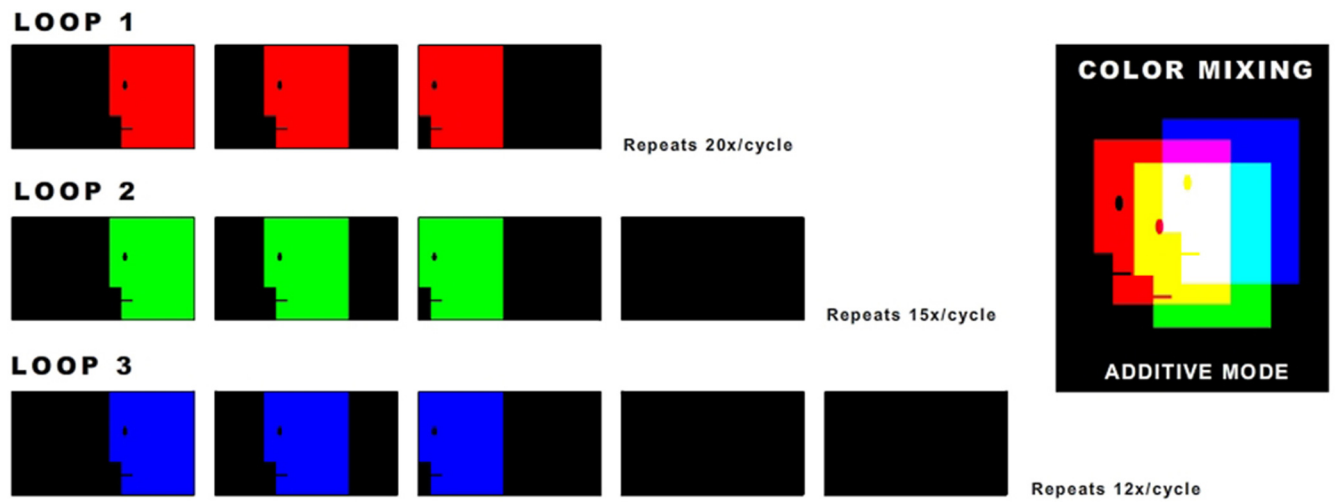 LOOP 1
Repeats 20x/cycle
LOOP 2
Repeats 15x/cycle
LOOP 3
Repeats 12x/cycle
COLOR MIXING
ADDITIVE MODE